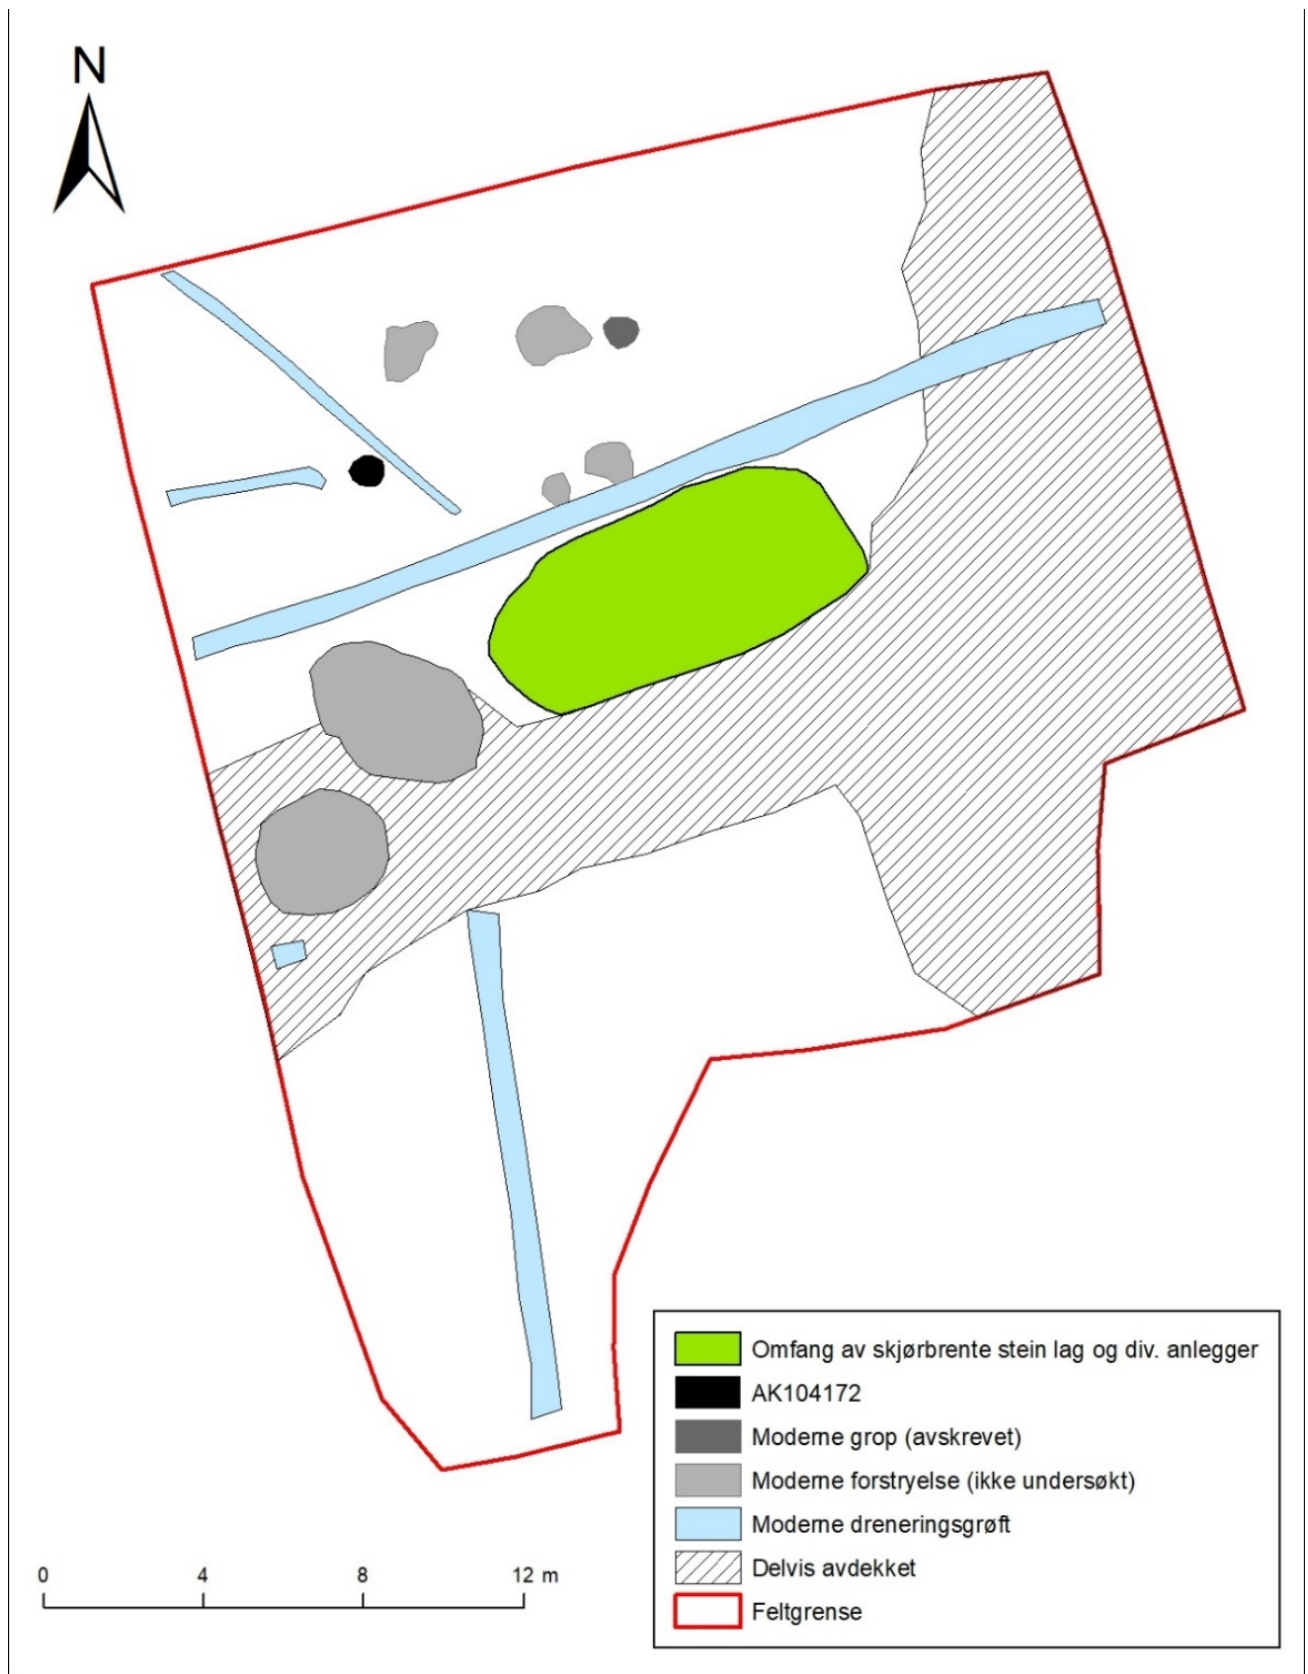 N
Omfang av skjørbrente stein lag og div. anlegger
AK104172
Moderne grop (avskrevet)
Moderne forstryelse (ikke undersøkt)
Moderne dreneringsgrøft
Delvis avdekket
Feltgrense
0 4 8 12 m